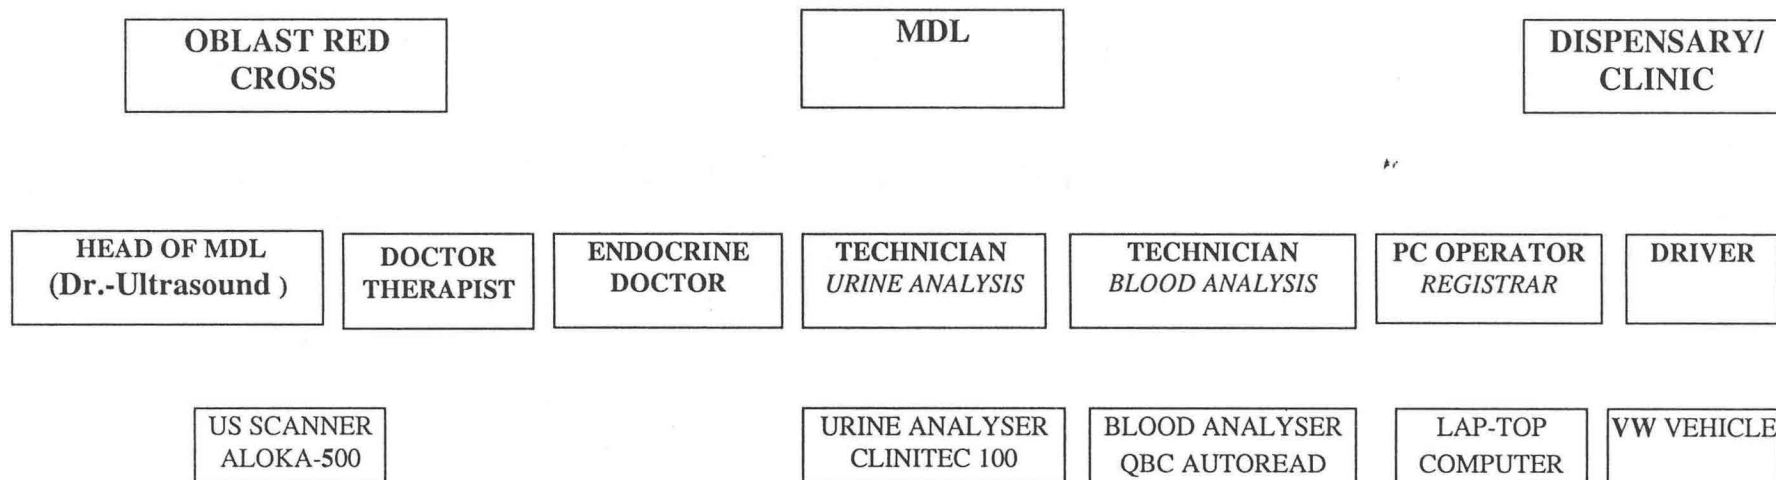 OBLAST RED
CROSS
MDL
DISPENSARY/
CLINIC
HEAD OF MDL
(Dr.-Ultrasound )
DOCTOR
THERAPIST
ENDOCRINE
DOCTOR
TECHNICIAN
URINE ANALYSIS
TECHNICIAN
BLOOD ANALYSIS
PC OPERATOR
REGISTRAR
DRIVER
US SCANNER
ALOKA-500
URINE ANALYSER
CLINITEC 100
BLOOD ANALYSER
QBC AUTOREAD
LAP-TOP
COMPUTER
VW VEHICLE